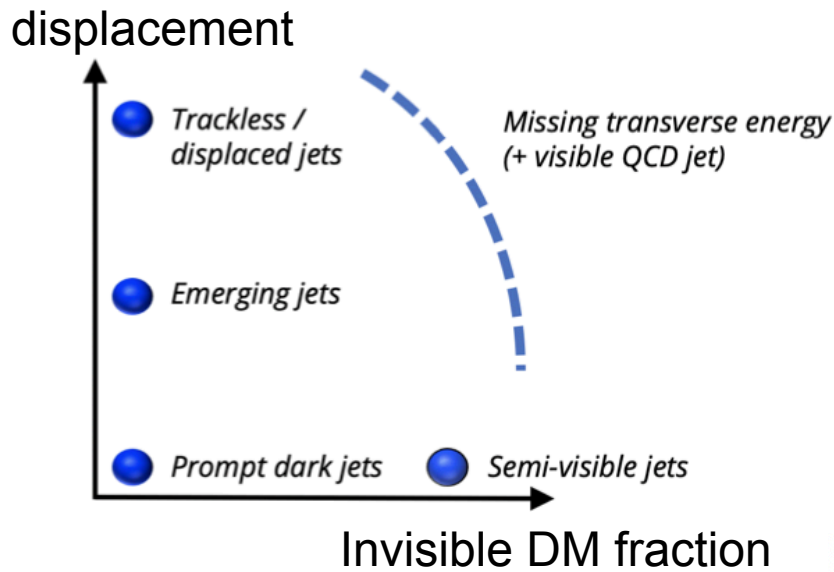 displacement
Trackless /
displaced jets
Missing transverse energy
(+ visible QCD jet)
Emerging jets
Prompt dark jets
Semi-visible jets
Invisible DM fraction